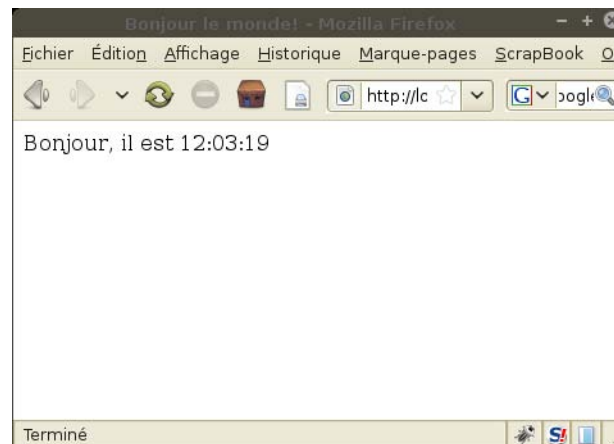 Bonjour le monde! - Mozilla Firefox
Fichier Édition Affichage Historique Marque-pages ScrapBook O
http://lc G oogle
Bonjour, il est 12:03:19
Terminé S!